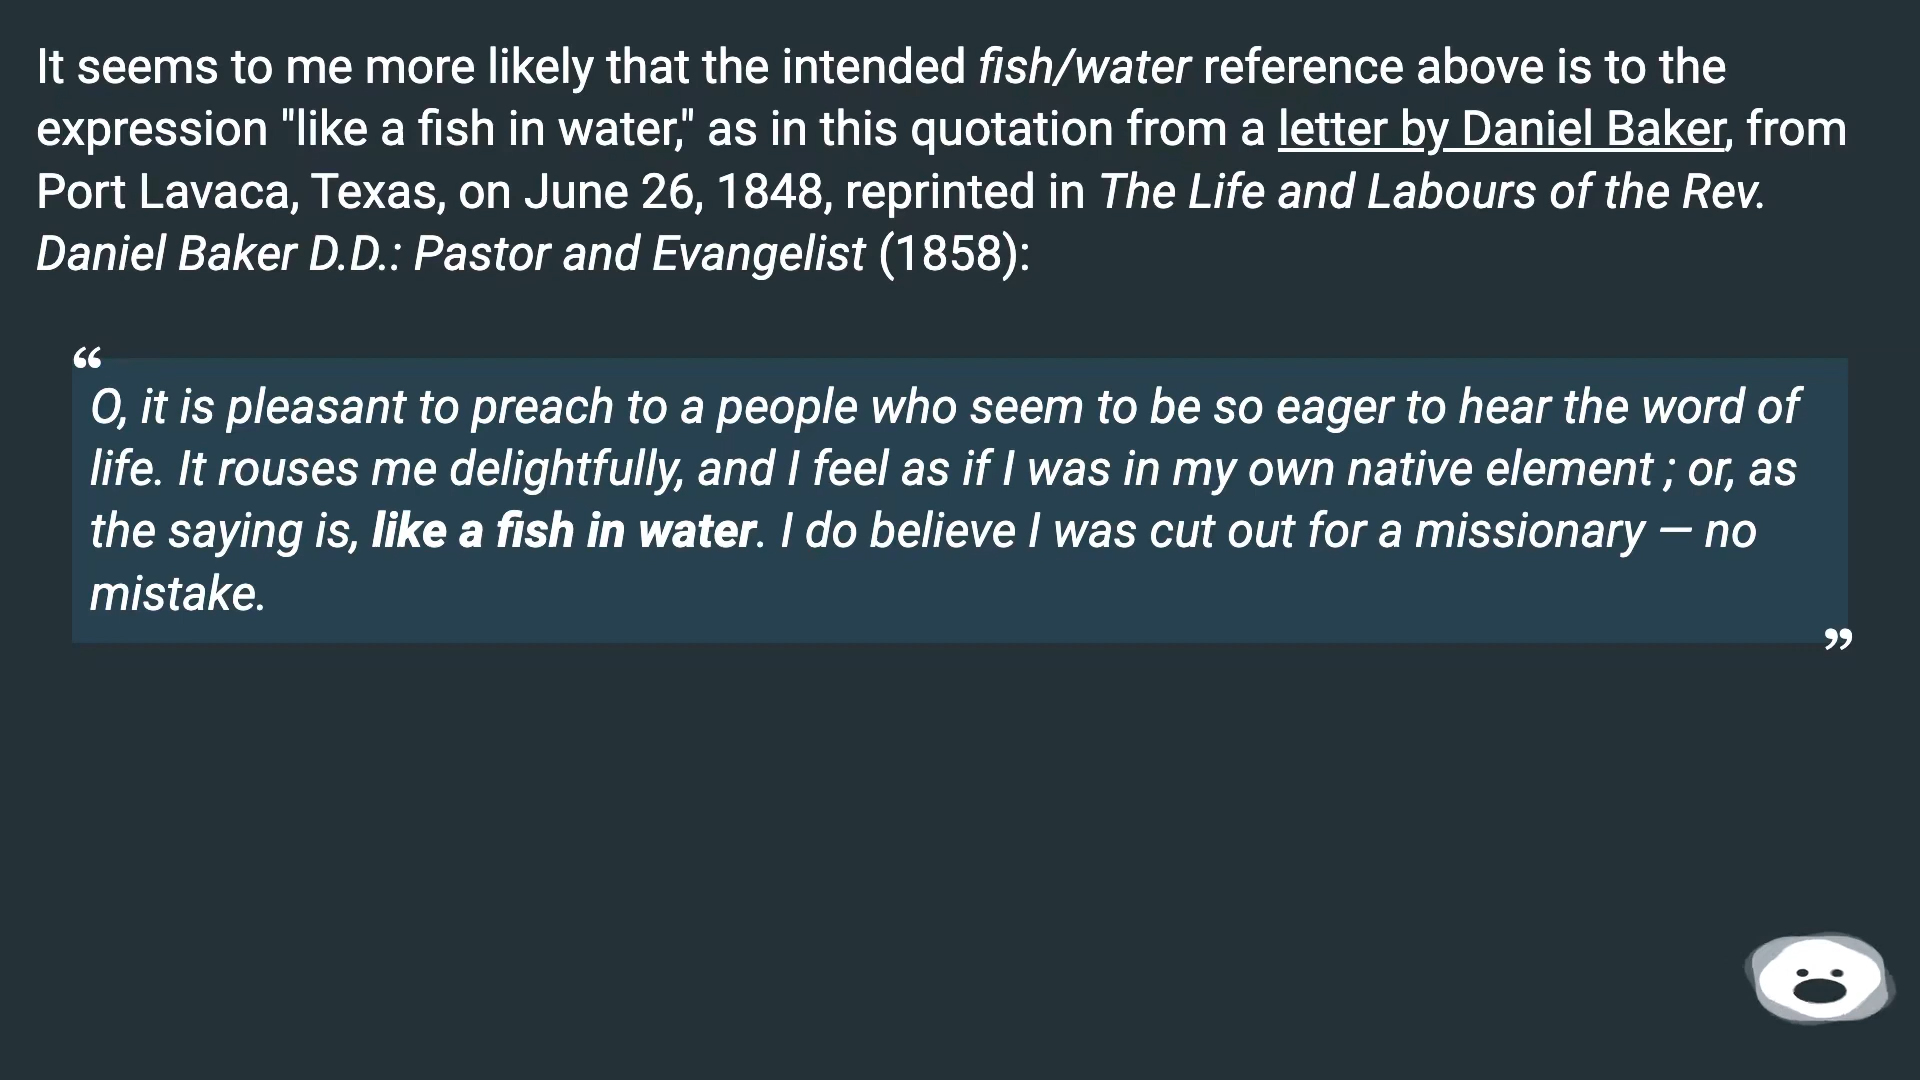 It seems to me more likely that the intended fish/water reference above is to the
expression "like a fish in water," as in this quotation from a letter by Daniel Baker, from
Port Lavaca, Texas, on June 26, 1848, reprinted in The Life and Labours of the Rev.
Daniel Baker D.D.: Pastor and Evangelist (1858):
“
O, it is pleasant to preach to a people who seem to be so eager to hear the word of
life. It rouses me delightfully, and I feel as if I was in my own native element ; or, as
the saying is, like a fish in water. I do believe I was cut out for a missionary — no
mistake.
”